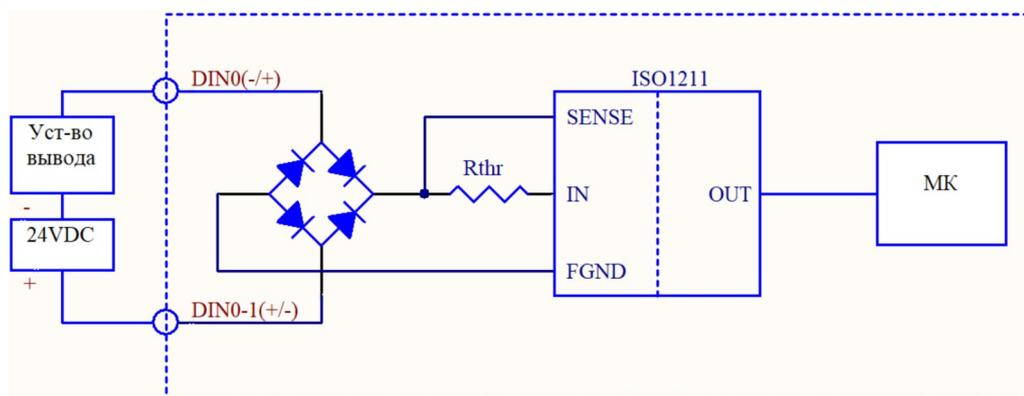 DIN0(-/+)
ISO1211
Уст-во
вывода
SENSE
Rthr
МК
-
IN
OUT
24VDC
FGND
+
DIN0-1(+/-)